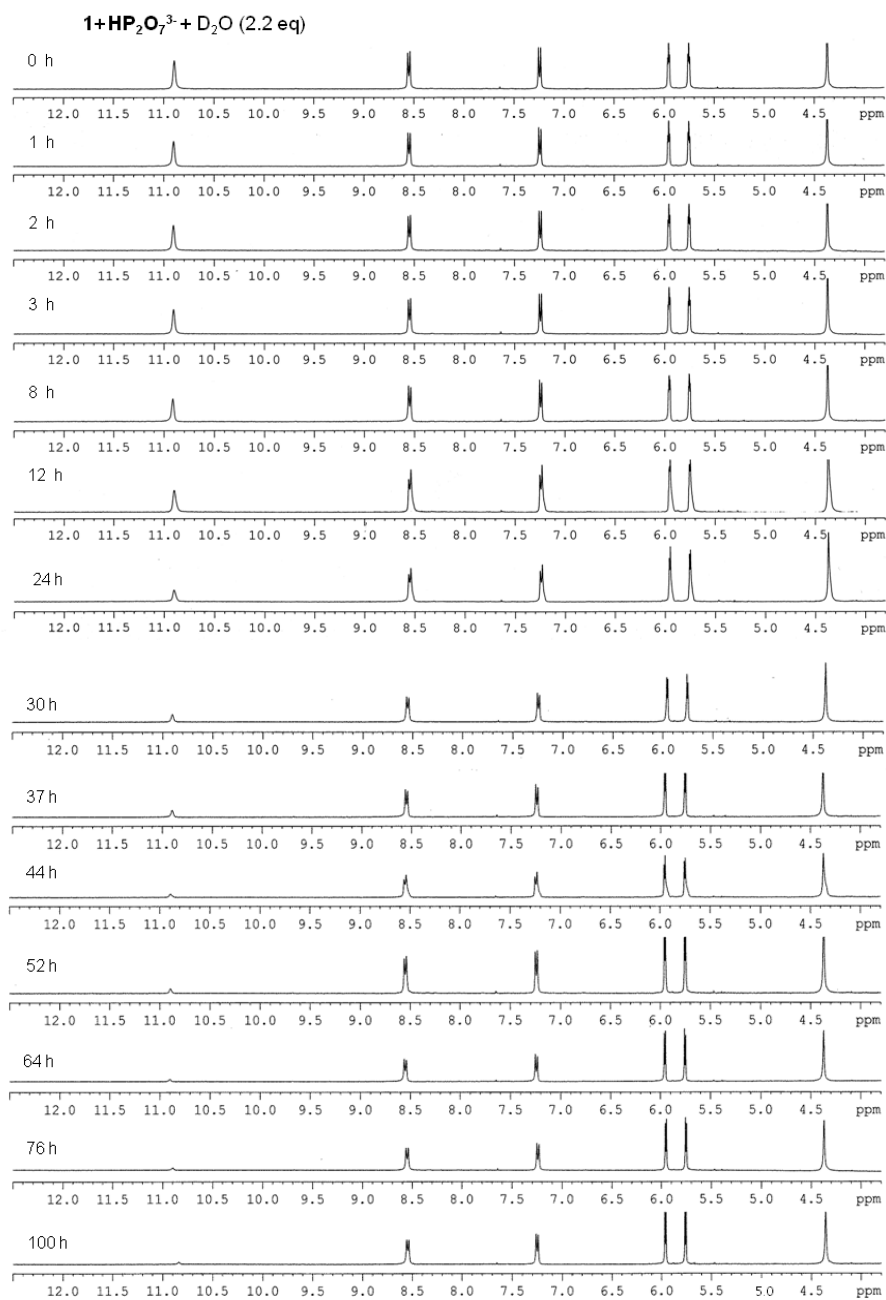 1+HP₂O₇³⁻ + D₂O (2.2 eq)
0 h
12.0 11.5 11.0 10.5 10.0 9.5 9.0 8.5 8.0 7.5 7.0 6.5 6.0 5.5 5.0 4.5 ppm
1 h
12.0 11.5 11.0 10.5 10.0 9.5 9.0 8.5 8.0 7.5 7.0 6.5 6.0 5.5 5.0 4.5 ppm
2 h
12.0 11.5 11.0 10.5 10.0 9.5 9.0 8.5 8.0 7.5 7.0 6.5 6.0 5.5 5.0 4.5 ppm
3 h
12.0 11.5 11.0 10.5 10.0 9.5 9.0 8.5 8.0 7.5 7.0 6.5 6.0 5.5 5.0 4.5 ppm
8 h
12.0 11.5 11.0 10.5 10.0 9.5 9.0 8.5 8.0 7.5 7.0 6.5 6.0 5.5 5.0 4.5 ppm
12 h
12.0 11.5 11.0 10.5 10.0 9.5 9.0 8.5 8.0 7.5 7.0 6.5 6.0 5.5 5.0 4.5 ppm
24 h
12.0 11.5 11.0 10.5 10.0 9.5 9.0 8.5 8.0 7.5 7.0 6.5 6.0 5.5 5.0 4.5 ppm
30 h
12.0 11.5 11.0 10.5 10.0 9.5 9.0 8.5 8.0 7.5 7.0 6.5 6.0 5.5 5.0 4.5 ppm
37 h
12.0 11.5 11.0 10.5 10.0 9.5 9.0 8.5 8.0 7.5 7.0 6.5 6.0 5.5 5.0 4.5 ppm
44 h
12.0 11.5 11.0 10.5 10.0 9.5 9.0 8.5 8.0 7.5 7.0 6.5 6.0 5.5 5.0 4.5 ppm
52 h
12.0 11.5 11.0 10.5 10.0 9.5 9.0 8.5 8.0 7.5 7.0 6.5 6.0 5.5 5.0 4.5 ppm
64 h
12.0 11.5 11.0 10.5 10.0 9.5 9.0 8.5 8.0 7.5 7.0 6.5 6.0 5.5 5.0 4.5 ppm
76 h
12.0 11.5 11.0 10.5 10.0 9.5 9.0 8.5 8.0 7.5 7.0 6.5 6.0 5.5 5.0 4.5 ppm
100 h
12.0 11.5 11.0 10.5 10.0 9.5 9.0 8.5 8.0 7.5 7.0 6.5 6.0 5.5 5.0 4.5 ppm